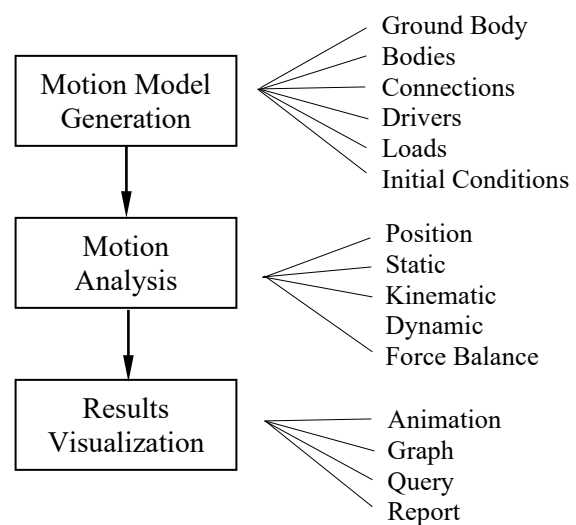 Motion Model
Generation
Ground Body
Bodies
Connections
Drivers
Loads
Initial Conditions
Motion
Analysis
Position
Static
Kinematic
Dynamic
Force Balance
Results
Visualization
Animation
Graph
Query
Report